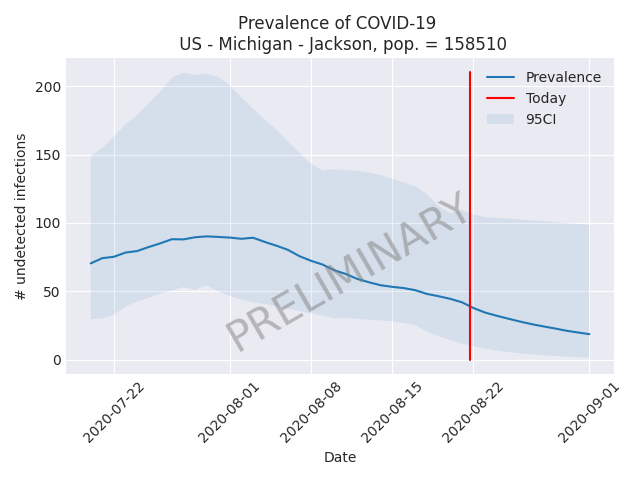 Prevalence of COVID-19
US - Michigan - Jackson, pop. = 158510
# undetected infections
200
150
100
50
0
Prevalence
Today
95CI
PRELIMINARY
2020-07-22
2020-08-01
2020-08-08
2020-08-15
2020-08-22
2020-09-01
Date